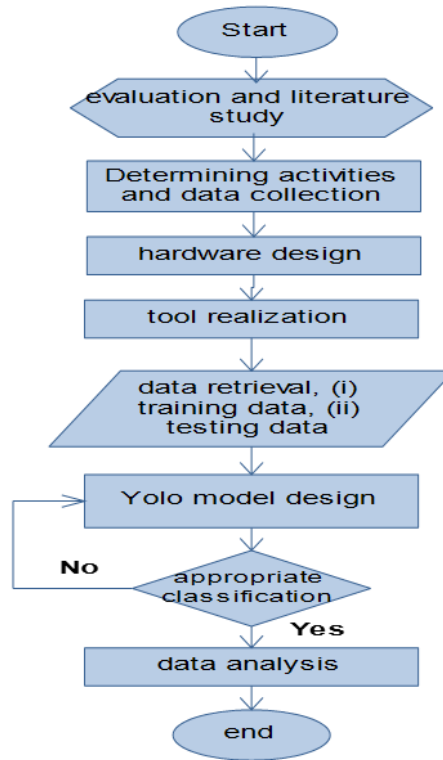 Start
evaluation and literature
study
Determining activities
and data collection
hardware design
tool realization
data retrieval, (i)
training data, (ii)
testing data
Yolo model design
No
appropriate
classification
Yes
data analysis
end